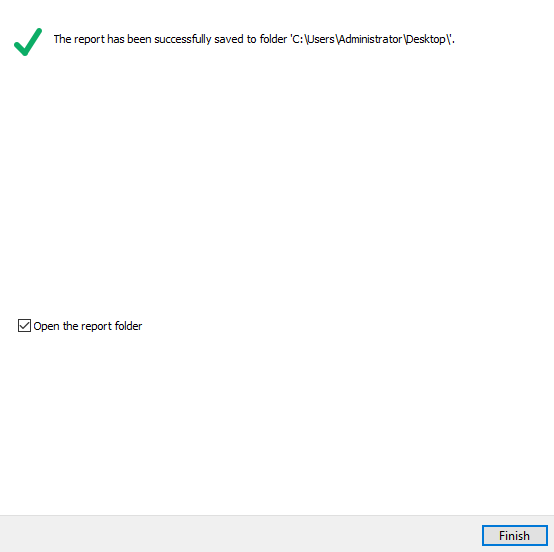 The report has been successfully saved to folder 'C:\Users\Administrator\Desktop\'.
Open the report folder
Finish